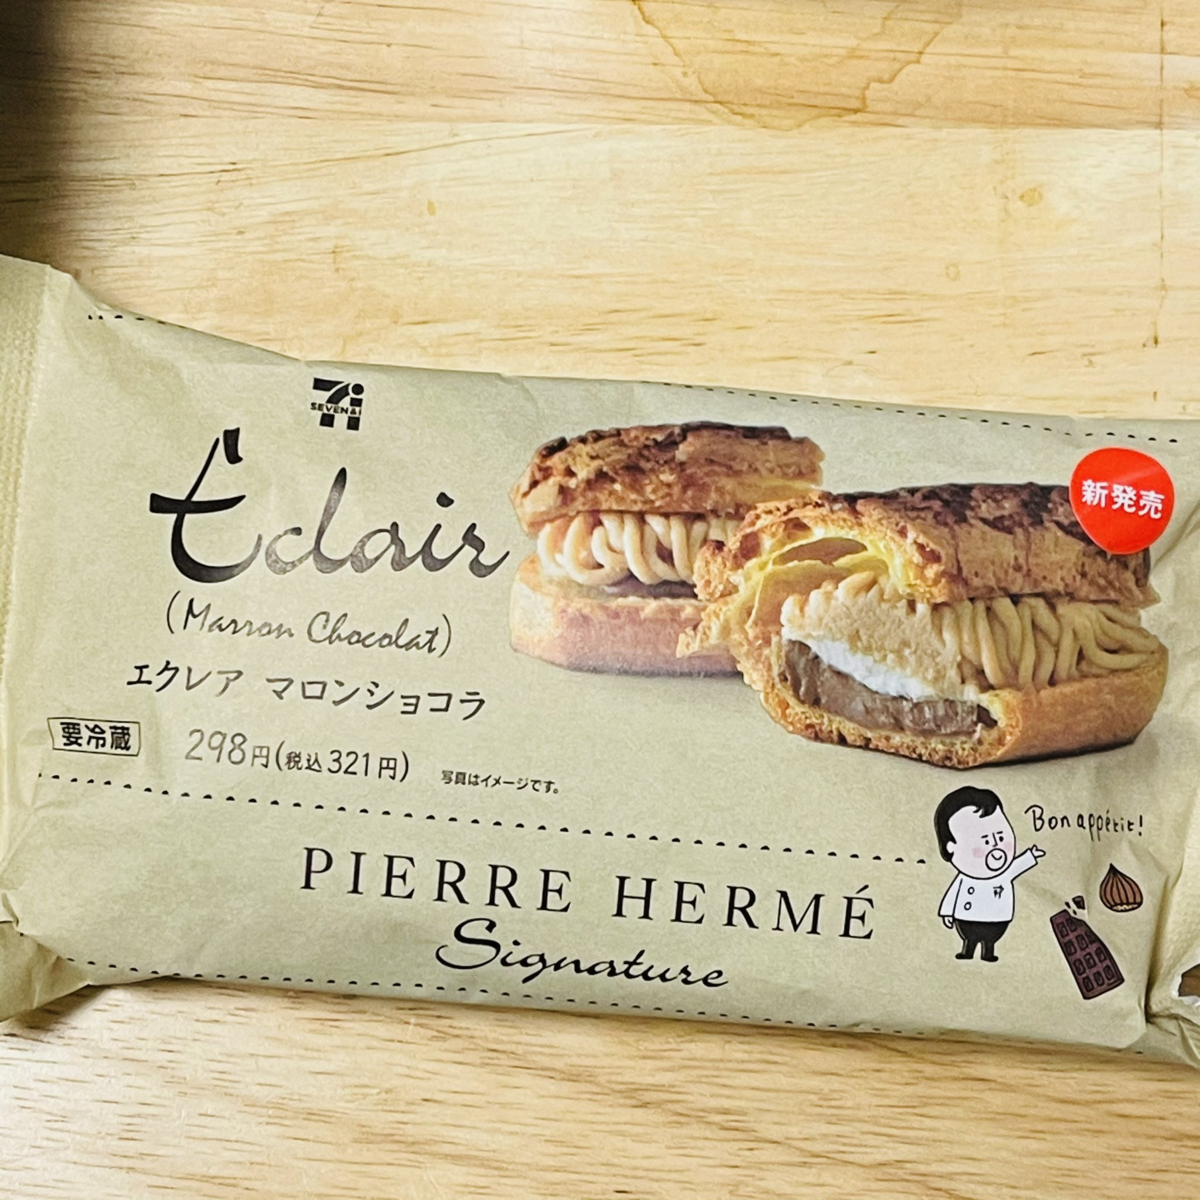 SEVEN&i
新発売
Éclair
(Marron Chocolat)
エクレア マロンショコラ
要冷蔵
298円(税込321円)
写真はイメージです。
Bon appétit!
PIERRE HERMÉ
Signature